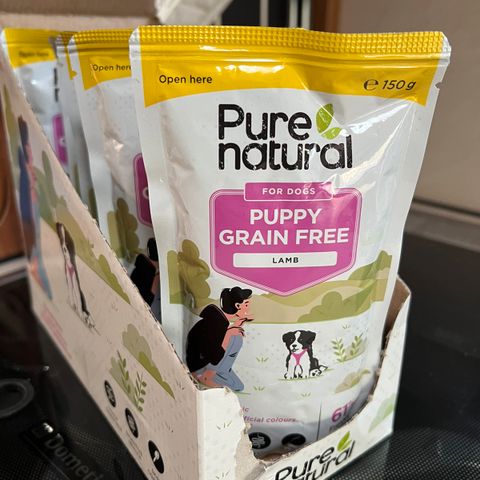 Open here
Open here
℮ 150g
Pure
natural
FOR DOGS
PUPPY
GRAIN FREE
LAMB
Pure
natural